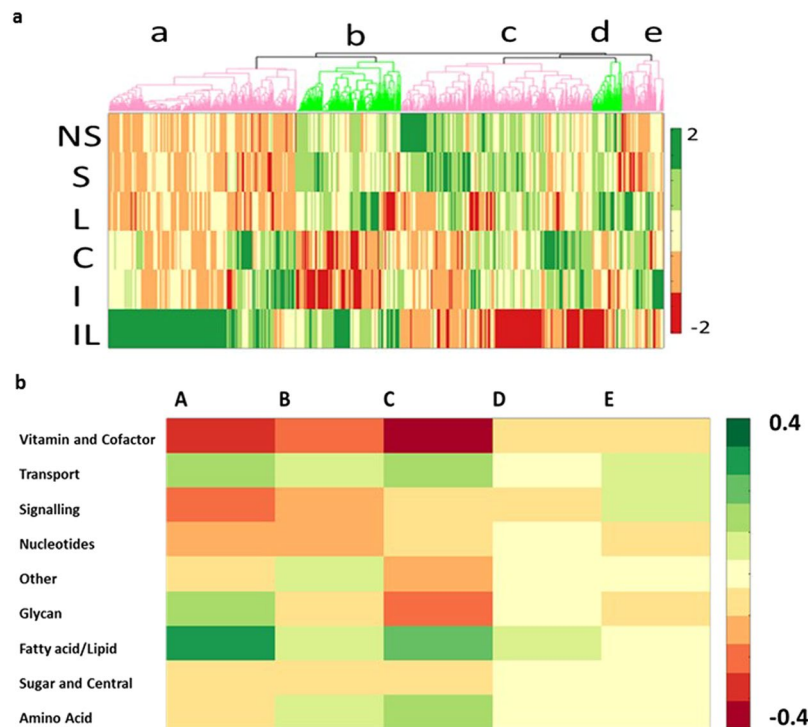 a
a b c d e
NS
S
L
C
I
IL
2
-2
b
A B C D E
Vitamin and Cofactor
Transport
Signalling
Nucleotides
Other
Glycan
Fatty acid/Lipid
Sugar and Central
Amino Acid
0.4
-0.4